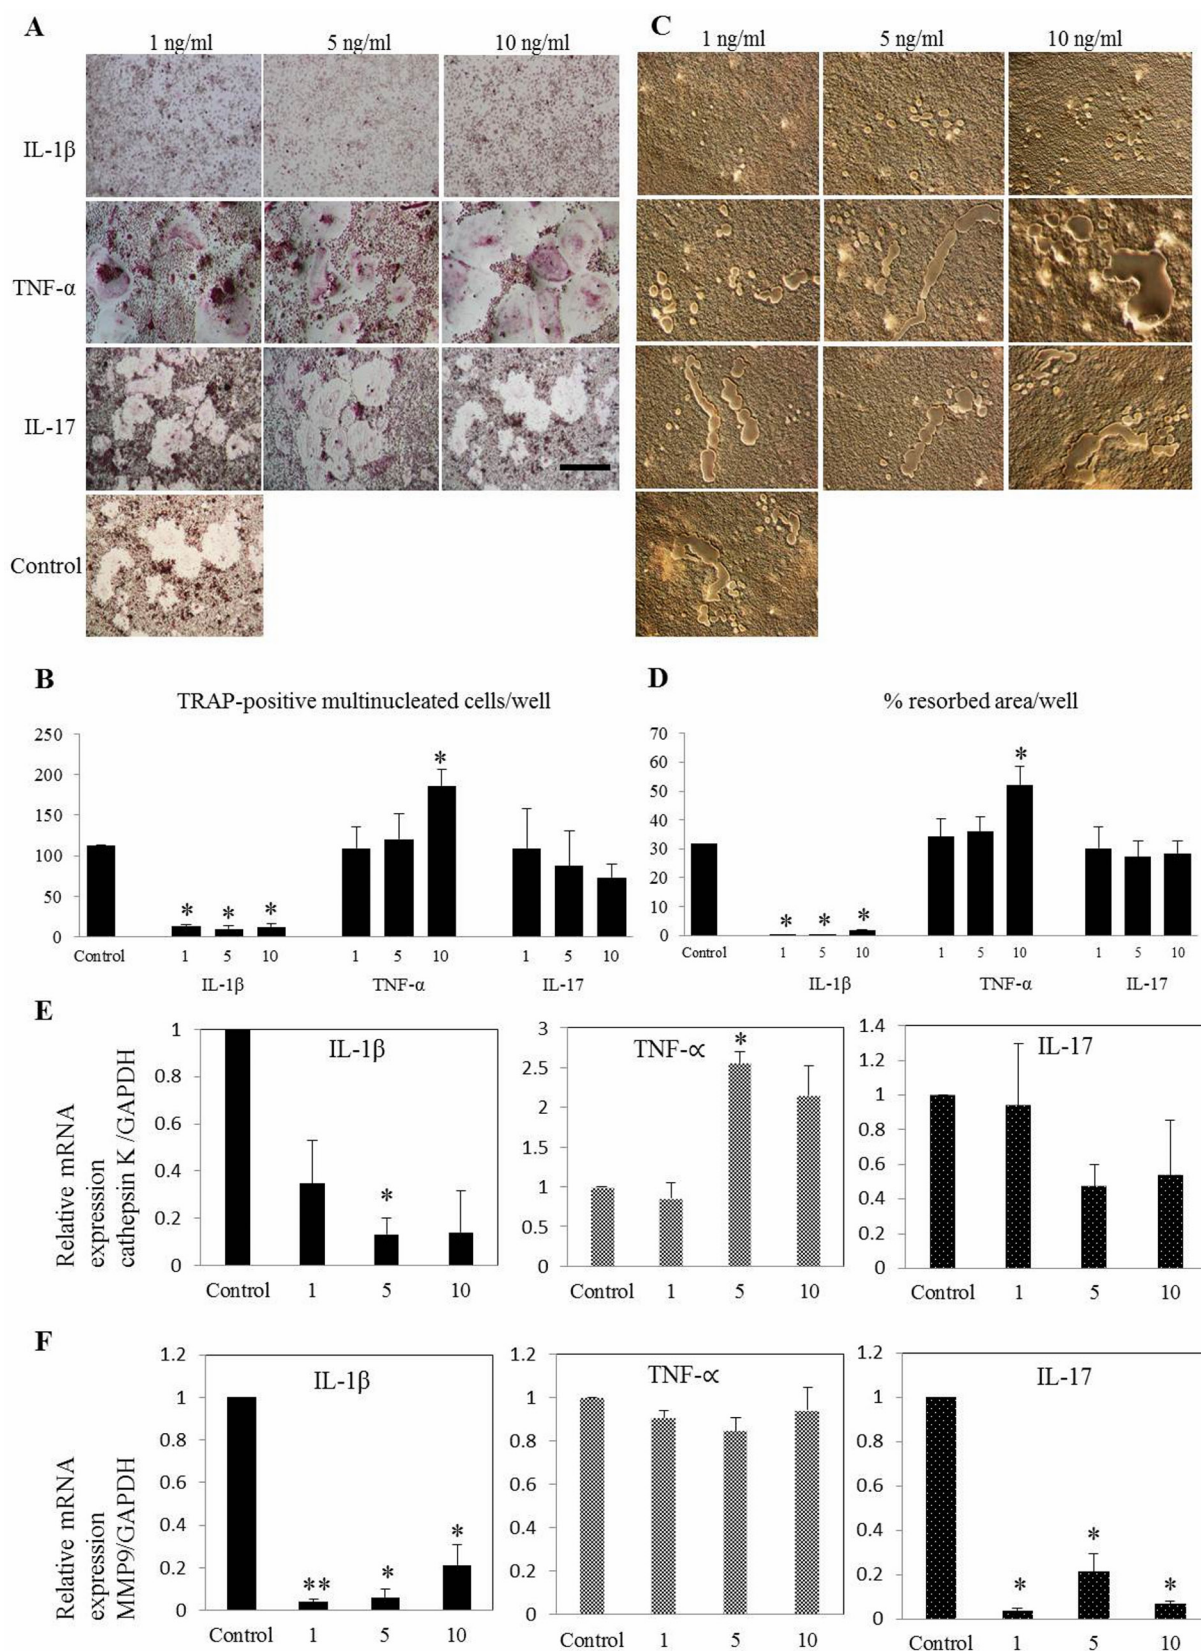 A
1 ng/ml 5 ng/ml 10 ng/ml
IL-1β
TNF-α
IL-17
Control
C
1 ng/ml 5 ng/ml 10 ng/ml
B
TRAP-positive multinucleated cells/well
250
200
150
100
50
0
*
* * *
Control 1 5 10 1 5 10 1 5 10
IL-1β TNF-α IL-17
D
% resorbed area/well
70
60
50
40
30
20
10
0
*
* * *
Control 1 5 10 1 5 10 1 5 10
IL-1β TNF-α IL-17
E
Relative mRNA
expression
cathepsin K /GAPDH
IL-1β
1
0.8
0.6
0.4
0.2
0
*
Control 1 5 10
TNF-∝
3
2.5
2
1.5
1
0.5
0
*
Control 1 5 10
IL-17
1.4
1.2
1
0.8
0.6
0.4
0.2
0
Control 1 5 10
F
Relative mRNA
expression
MMP9/GAPDH
IL-1β
1.2
1
0.8
0.6
0.4
0.2
0
** * *
Control 1 5 10
TNF-∝
1.2
1
0.8
0.6
0.4
0.2
0
Control 1 5 10
IL-17
1.2
1
0.8
0.6
0.4
0.2
0
* * *
Control 1 5 10